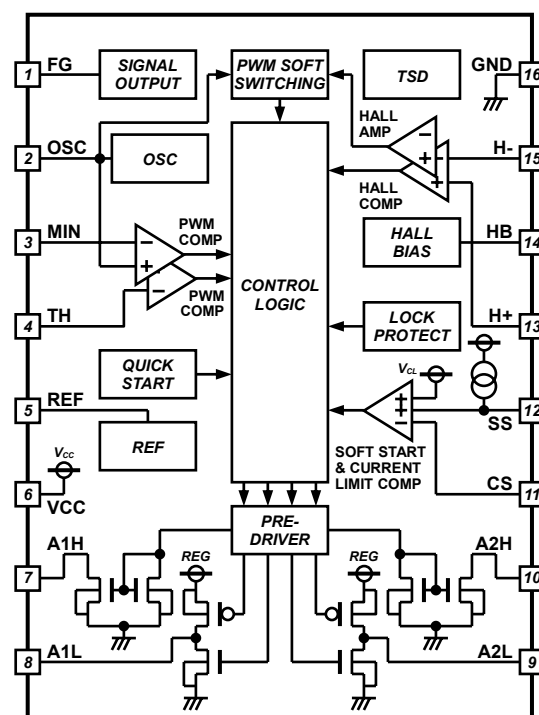 1
FG
SIGNAL
OUTPUT
PWM SOFT
SWITCHING
TSD
GND
16
2
OSC
OSC
HALL
AMP
−
+
−
+
H-
15
HALL
COMP
3
MIN
−
+
−
PWM
COMP
PWM
COMP
CONTROL
LOGIC
HALL
BIAS
HB
14
4
TH
LOCK
PROTECT
H+
13
QUICK
START
VCL
+
+
−
SS
12
5
REF
REF
SOFT START
& CURRENT
LIMIT COMP
CS
11
VCC
6
VCC
PRE-
DRIVER
7
A1H
REG
REG
A2H
10
8
A1L
A2L
9